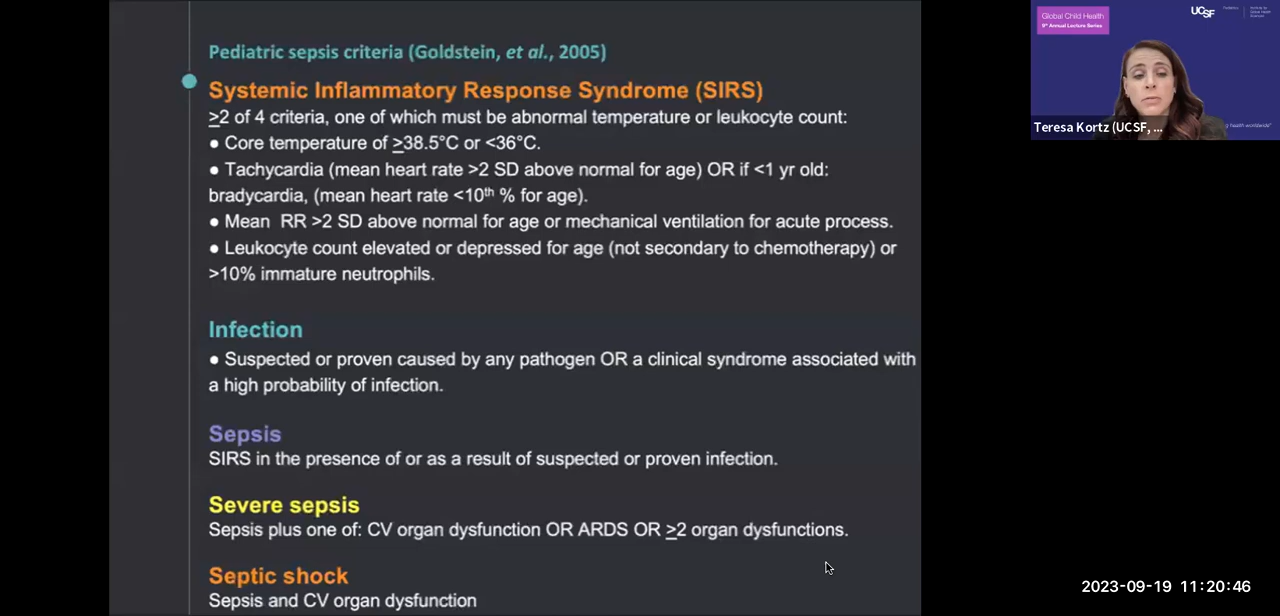 Pediatric sepsis criteria (Goldstein, et al., 2005)
Systemic Inflammatory Response Syndrome (SIRS)
≥2 of 4 criteria, one of which must be abnormal temperature or leukocyte count:
● Core temperature of ≥38.5°C or <36°C.
● Tachycardia (mean heart rate >2 SD above normal for age) OR if <1 yr old:
bradycardia, (mean heart rate <10th % for age).
● Mean RR >2 SD above normal for age or mechanical ventilation for acute process.
● Leukocyte count elevated or depressed for age (not secondary to chemotherapy) or
>10% immature neutrophils.
Infection
● Suspected or proven caused by any pathogen OR a clinical syndrome associated with
a high probability of infection.
Sepsis
SIRS in the presence of or as a result of suspected or proven infection.
Severe sepsis
Sepsis plus one of: CV organ dysfunction OR ARDS OR ≥2 organ dysfunctions.
Septic shock
Sepsis and CV organ dysfunction
Global Child Health
9th Annual Lecture Series
UCSF
health worldwide"
Teresa Kortz (UCSF, ...
2023-09-19 11:20:46